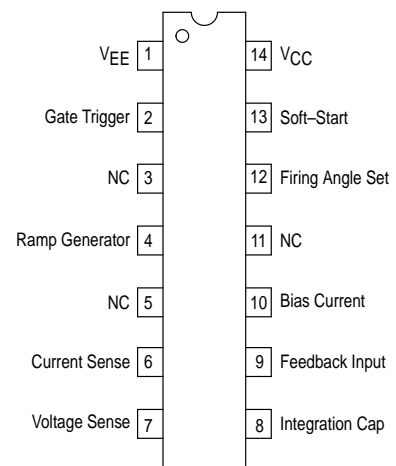 VEE 1 14 VCC
Gate Trigger 2 13 Soft–Start
NC 3 12 Firing Angle Set
Ramp Generator 4 11 NC
NC 5 10 Bias Current
Current Sense 6 9 Feedback Input
Voltage Sense 7 8 Integration Cap